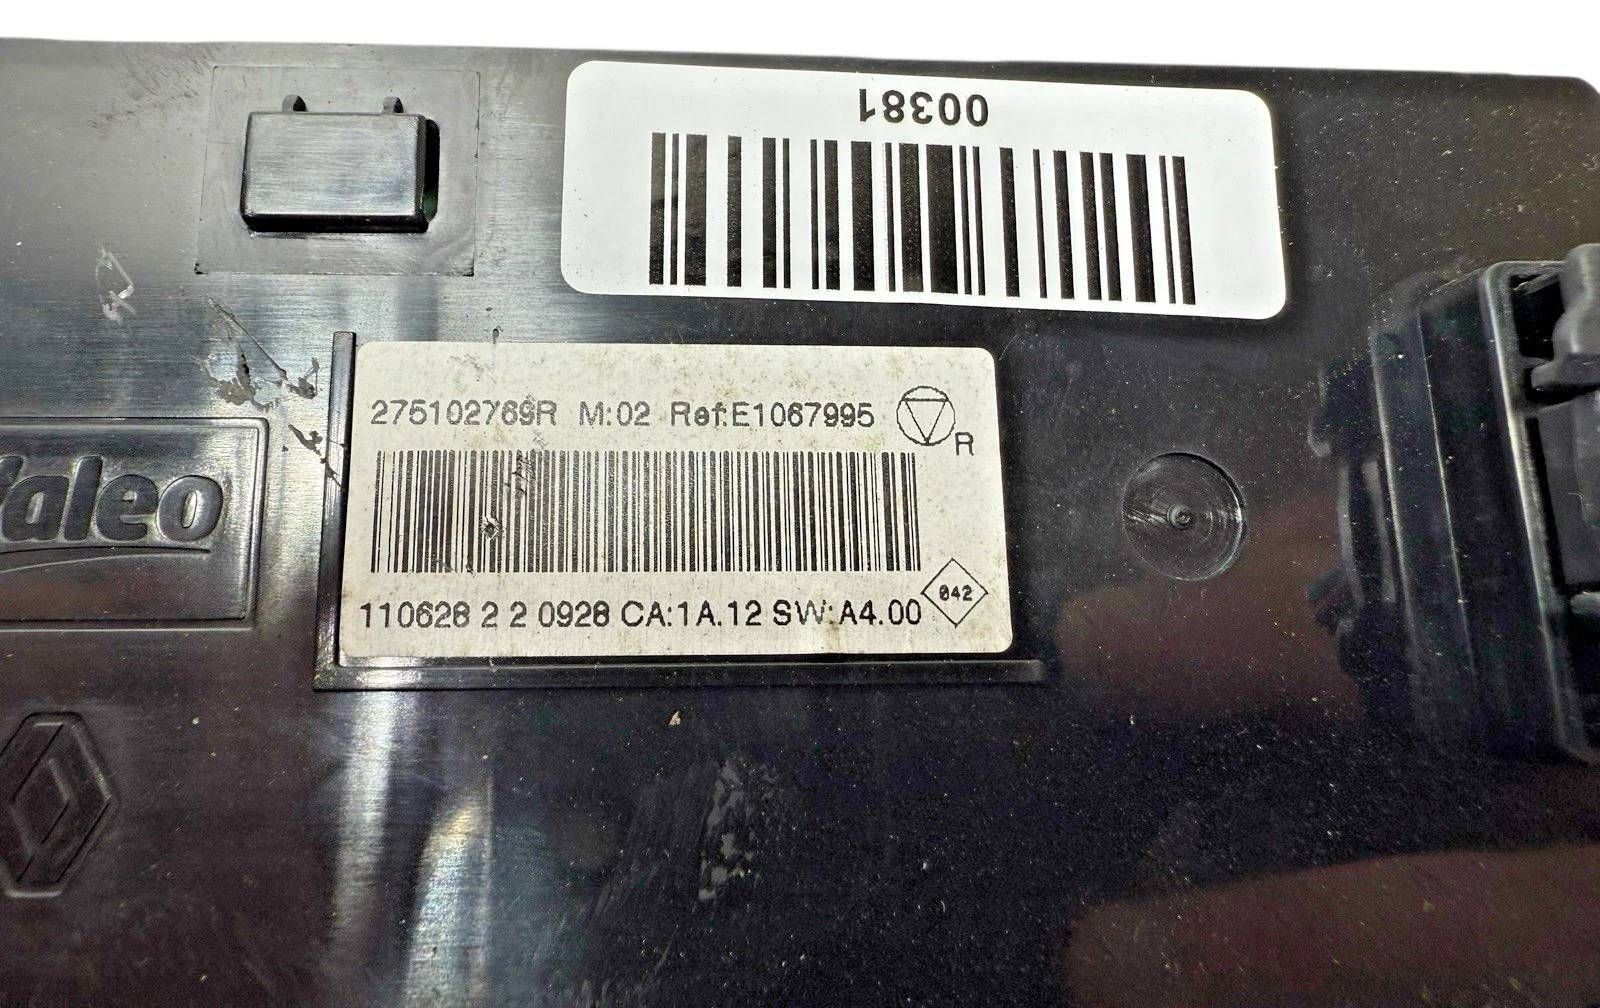 00381
275102769R M:02 Ref:E1067995
R
110628 2 2 0928 CA:1A.12 SW:A4.00
042
Valeo